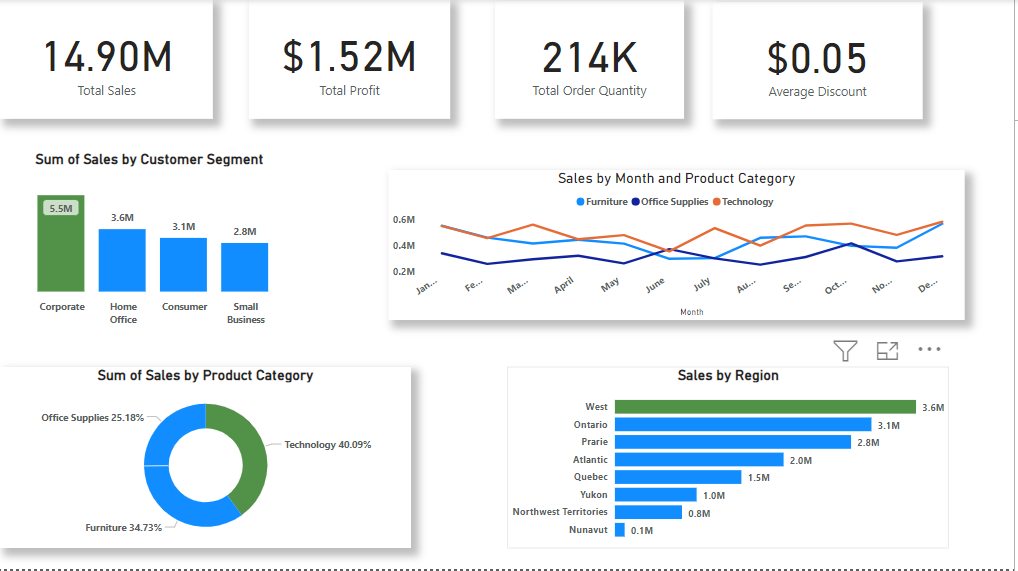 14.90M
Total Sales
$1.52M
Total Profit
214K
Total Order Quantity
$0.05
Average Discount
Sum of Sales by Customer Segment
5.5M
3.6M
3.1M
2.8M
Corporate
Home
Office
Consumer
Small
Business
Sales by Month and Product Category
Furniture Office Supplies Technology
0.6M
0.4M
0.2M
Jan...
Fe...
Ma...
April
May
June
July
Au...
Se...
Oct...
No...
De...
Month
Sum of Sales by Product Category
Office Supplies 25.18%
Technology 40.09%
Furniture 34.73%
Sales by Region
West 3.6M
Ontario 3.1M
Prarie 2.8M
Atlantic 2.0M
Quebec 1.5M
Yukon 1.0M
Northwest Territories 0.8M
Nunavut 0.1M